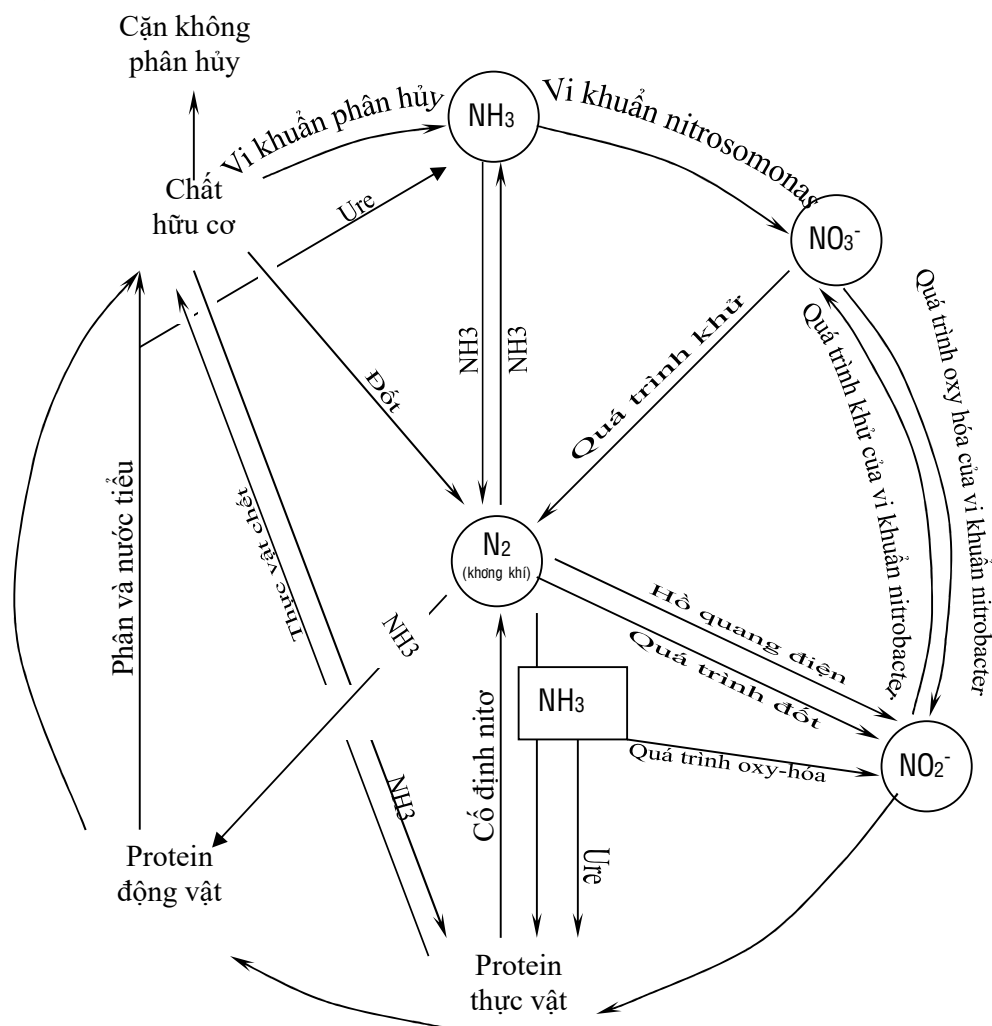 Cặn không
phân hủy
Vi khuẩn phân hủy
NH3
Vi khuẩn nitrosomonas
Chất
hữu cơ
Ure
NO3-
Đốt
NH3
NH3
Quá trình khử
Quá trình khử của vi khuẩn nitrobacter
Quá trình oxy hóa của vi khuẩn nitrobacter
Phân và nước tiểu
Thực vật chết
N2
(không khí)
NH3
Hồ quang điện
Quá trình đốt
NH3
Quá trình oxy-hóa
NO2-
NH3
Cố định nitơ
Ure
Protein
động vật
Protein
thực vật